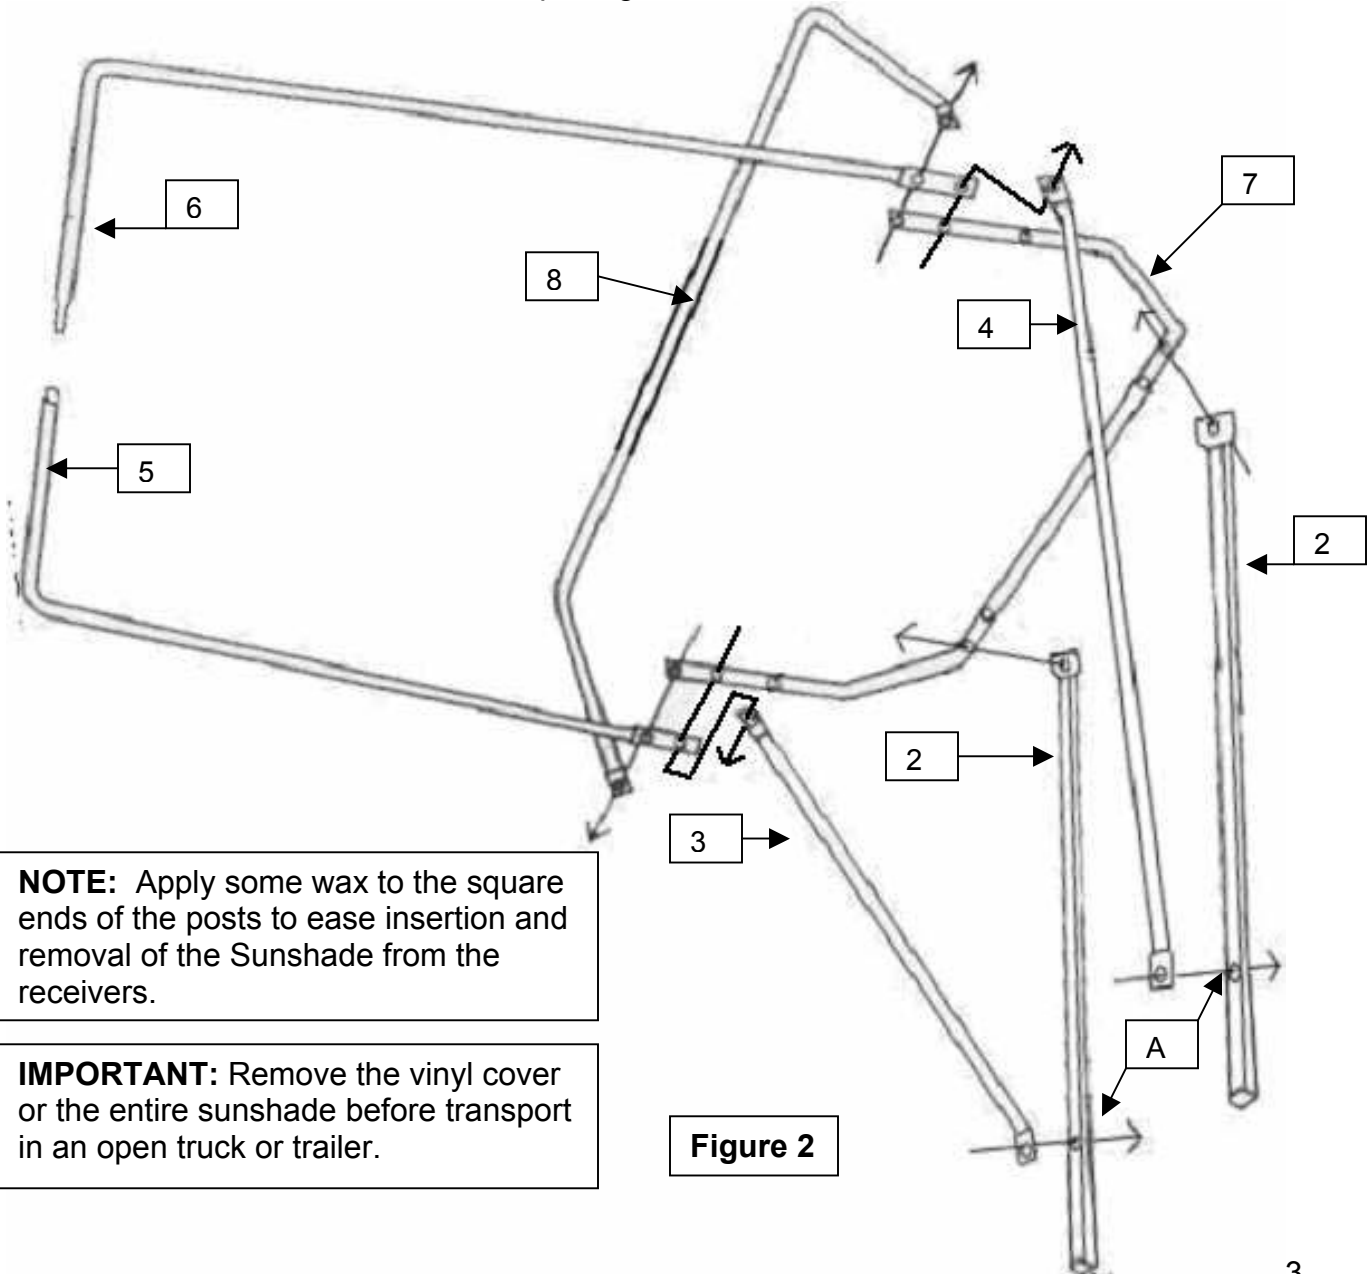 6
7
8
4
5
2
2
3
NOTE: Apply some wax to the square
ends of the posts to ease insertion and
removal of the Sunshade from the
receivers.
A
IMPORTANT: Remove the vinyl cover
or the entire sunshade before transport
in an open truck or trailer.
Figure 2
3